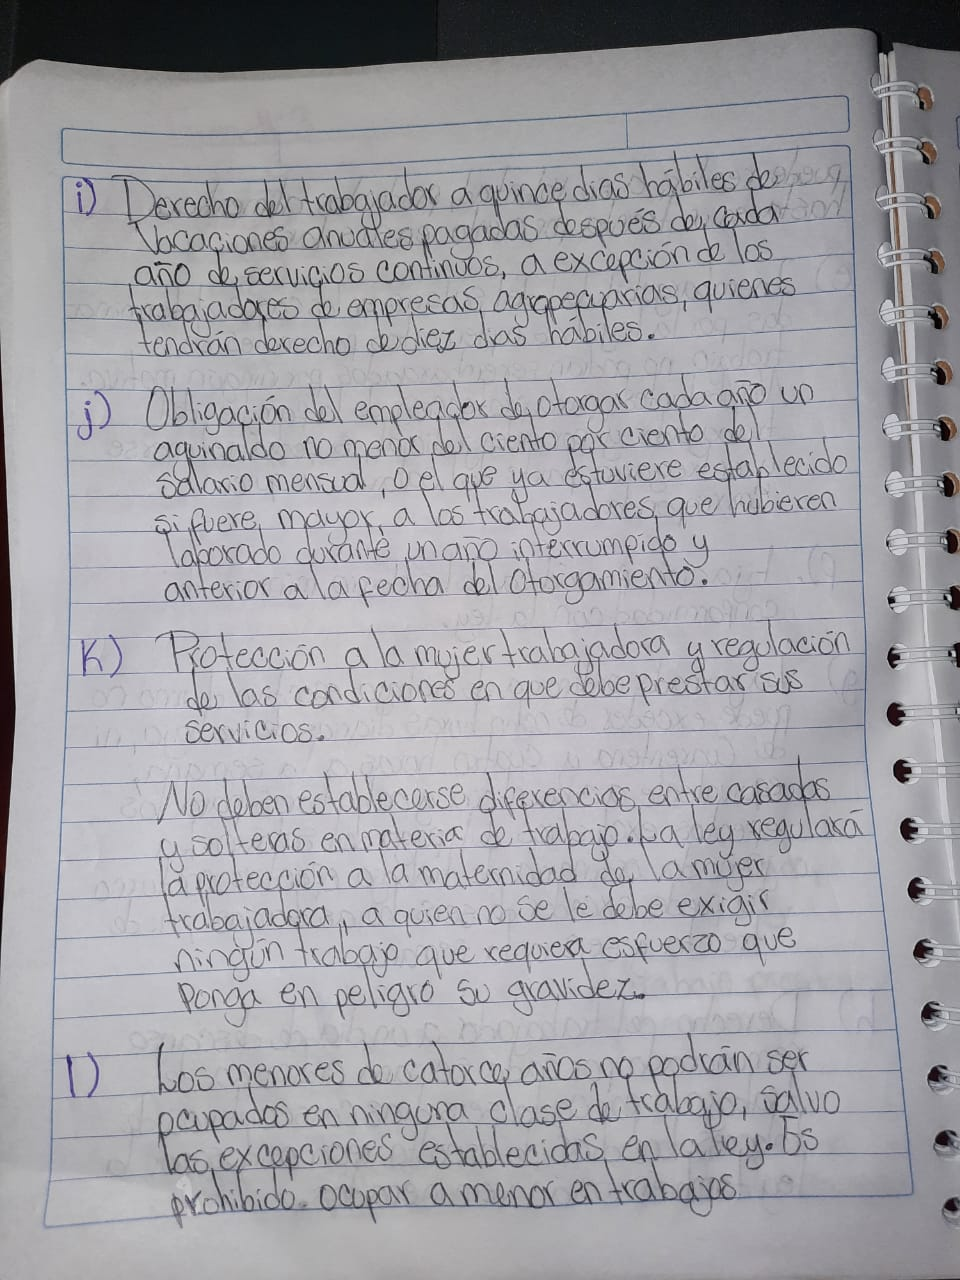 i) Derecho del trabajador a quince dias hábiles de
Vacaciones anuales pagadas después de cada
año de servicios continuos, a excepción de los
trabajadores de empresas agropecuarias, quienes
tendrán derecho de diez dias hábiles.
j) Obligación del empleador de otorgar cada año un
aguinaldo no menor del ciento por ciento del
salario mensual, o el que ya estuviere establecido
si fuere mayor, a los trabajadores que hubieren
laborado durante un año interrumpido y
anterior a la fecha del otorgamiento.
K) Protección a la mujer trabajadora y regulación
de las condiciones en que debe prestar sus
servicios.
No deben establecerse diferencias entre casadas
y solteras en materia de trabajo. La ley regulará
la protección a la maternidad de la mujer
trabajadora, a quien no se le debe exigir
ningún trabajo que requiera esfuerzo que
ponga en peligro su gravidez.
l) Los menores de catorce años no podrán ser
ocupados en ninguna clase de trabajo, salvo
las excepciones establecidas en la ley. Es
prohibido ocupar a menor en trabajos